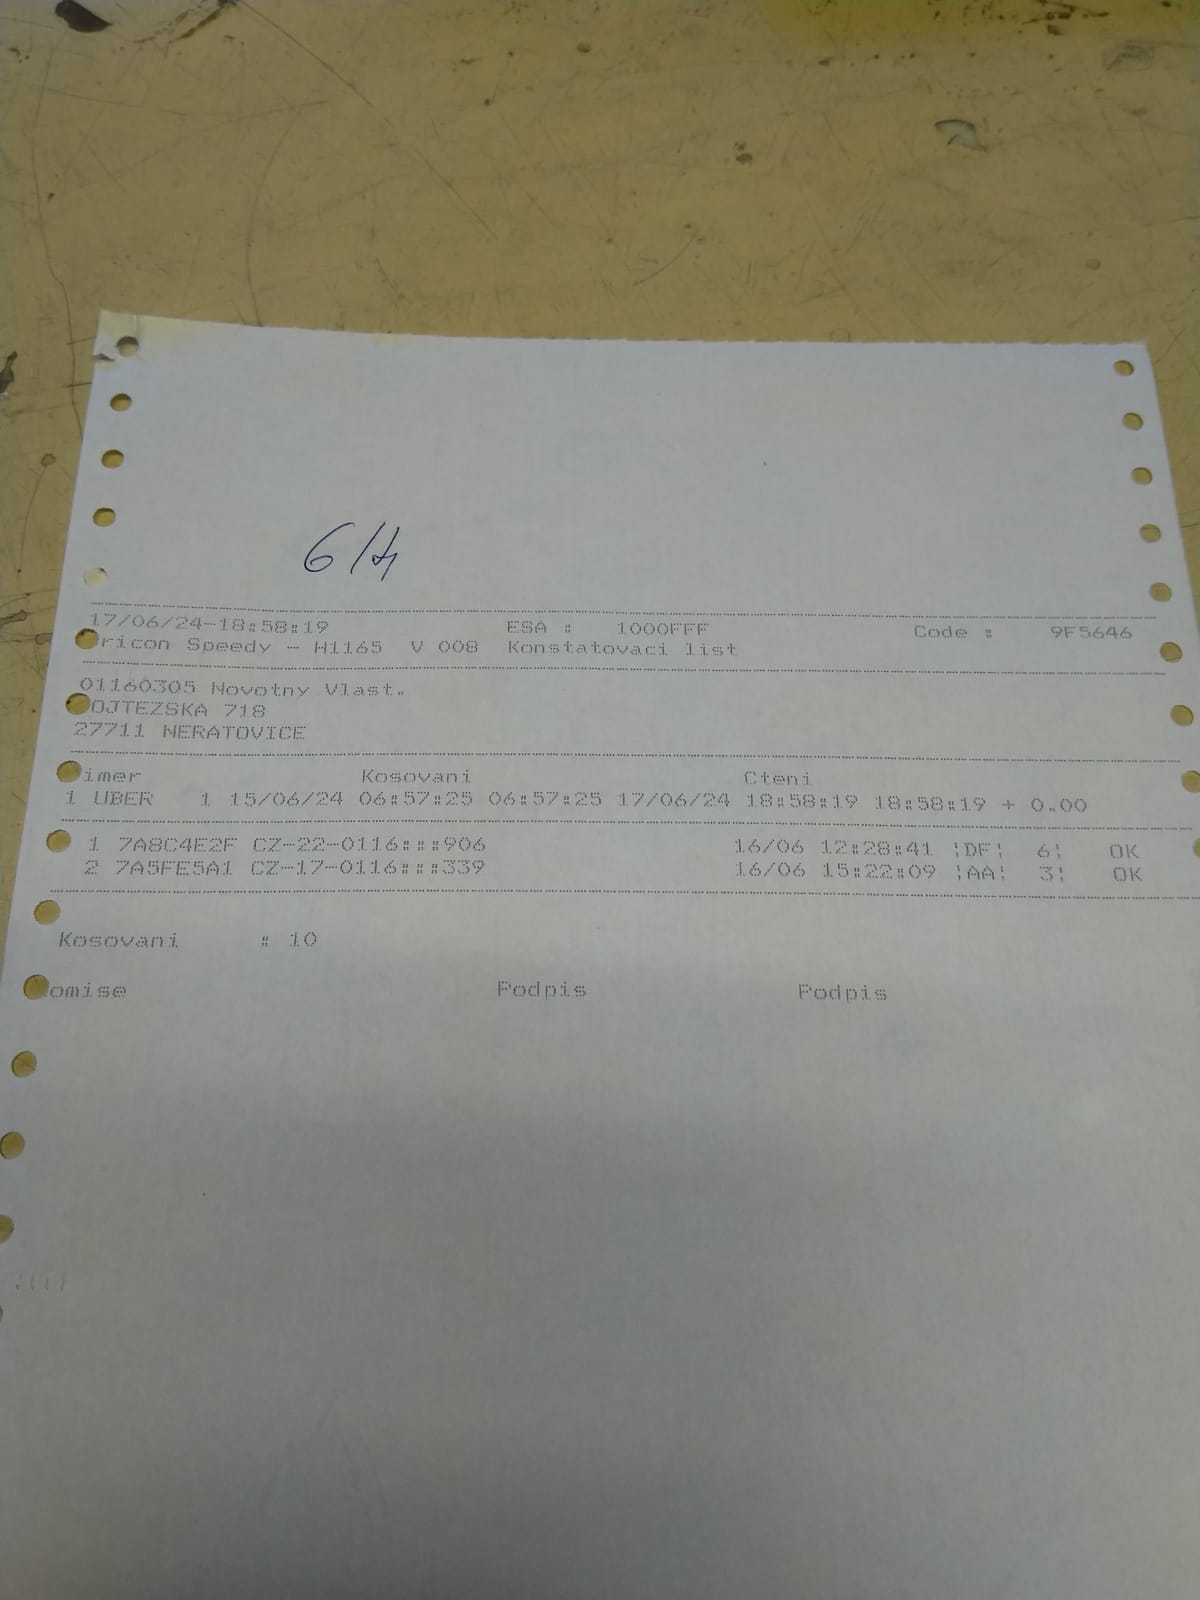 6/4
17/06/24-18:58:19 ESA : 1000FFF Code : 9F5646
ricon Speedy - H1165 V 008 Konstatovaci list
01160305 Novotny Vlast.
OJTEZSKA 718
27711 NERATOVICE
imer Kosovani Cteni
1 UBER 1 15/06/24 06:57:25 06:57:25 17/06/24 18:58:19 18:58:19 + 0.00
1 7A8C4E2F CZ-22-0116:::906 16/06 12:28:41 ¦DF¦ 6¦ OK
2 7A5FE5A1 CZ-17-0116:::339 16/06 15:22:09 ¦AA¦ 3¦ OK
Kosovani : 10
omise Podpis Podpis